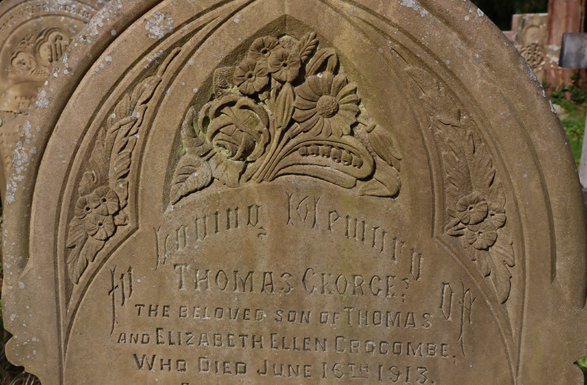 In Loving Memory Of
THOMAS GEORGE,
THE BELOVED SON OF THOMAS
AND ELIZABETH ELLEN CROCOMBE,
WHO DIED JUNE 16TH 1913.